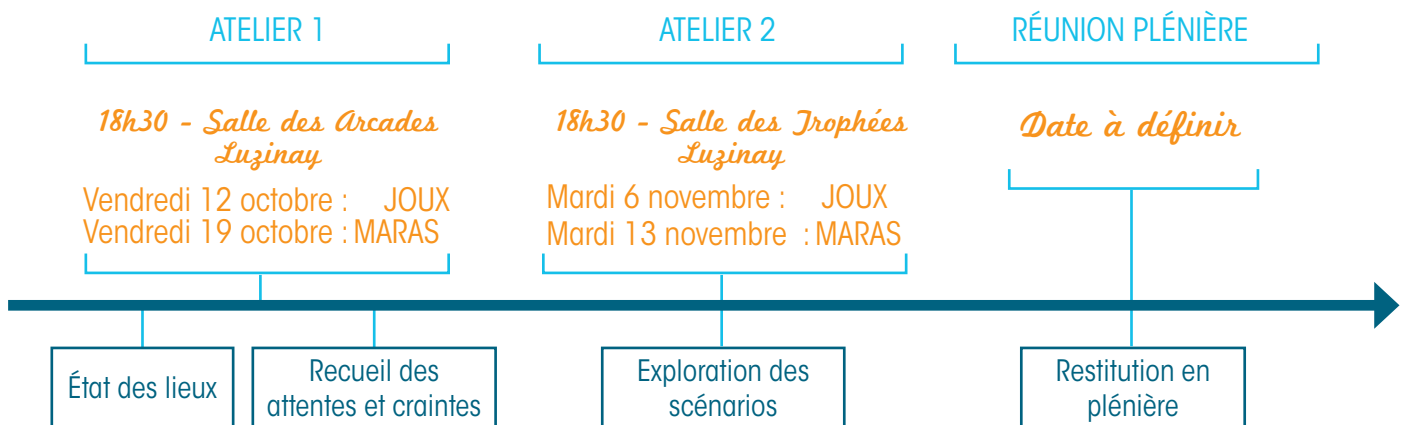 ATELIER 1
18h30 - Salle des Arcades
Luzinay
Vendredi 12 octobre : JOUX
Vendredi 19 octobre : MARAS
ATELIER 2
18h30 - Salle des Trophées
Luzinay
Mardi 6 novembre : JOUX
Mardi 13 novembre : MARAS
RÉUNION PLÉNIÈRE
Date à définir
État des lieux
Recueil des
attentes et craintes
Exploration des
scénarios
Restitution en
plénière